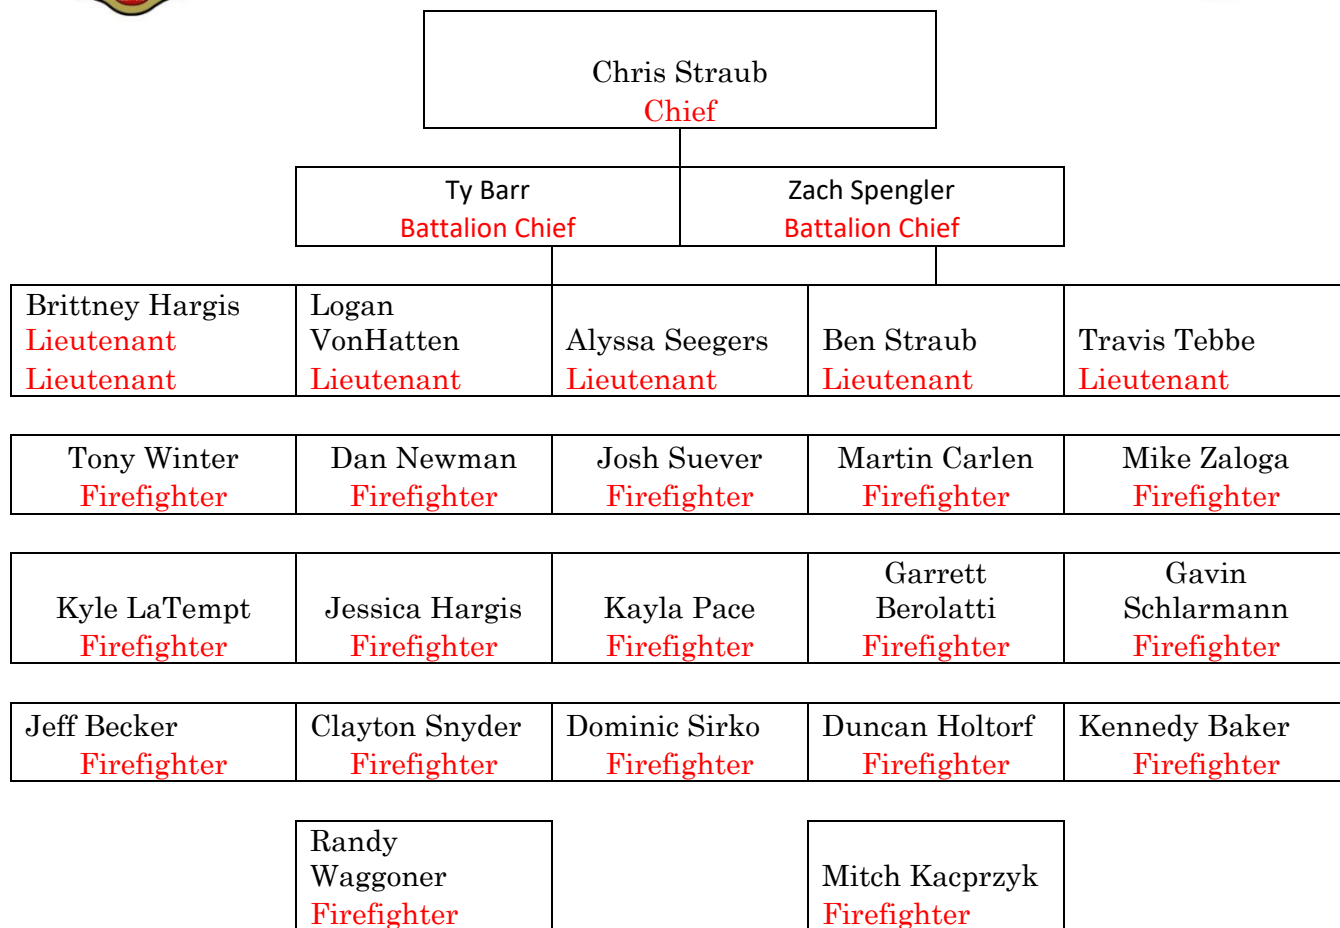 Chris Straub
Chief
Ty Barr
Battalion Chief
Zach Spengler
Battalion Chief
Brittney Hargis
Lieutenant
Lieutenant
Logan
VonHatten
Lieutenant
Alyssa Seegers
Lieutenant
Ben Straub
Lieutenant
Travis Tebbe
Lieutenant
Tony Winter
Firefighter
Dan Newman
Firefighter
Josh Suever
Firefighter
Martin Carlen
Firefighter
Mike Zaloga
Firefighter
Kyle LaTempt
Firefighter
Jessica Hargis
Firefighter
Kayla Pace
Firefighter
Garrett
Berolatti
Firefighter
Gavin
Schlarmann
Firefighter
Jeff Becker
Firefighter
Clayton Snyder
Firefighter
Dominic Sirko
Firefighter
Duncan Holtorf
Firefighter
Kennedy Baker
Firefighter
Randy
Waggoner
Firefighter
Mitch Kacprzyk
Firefighter